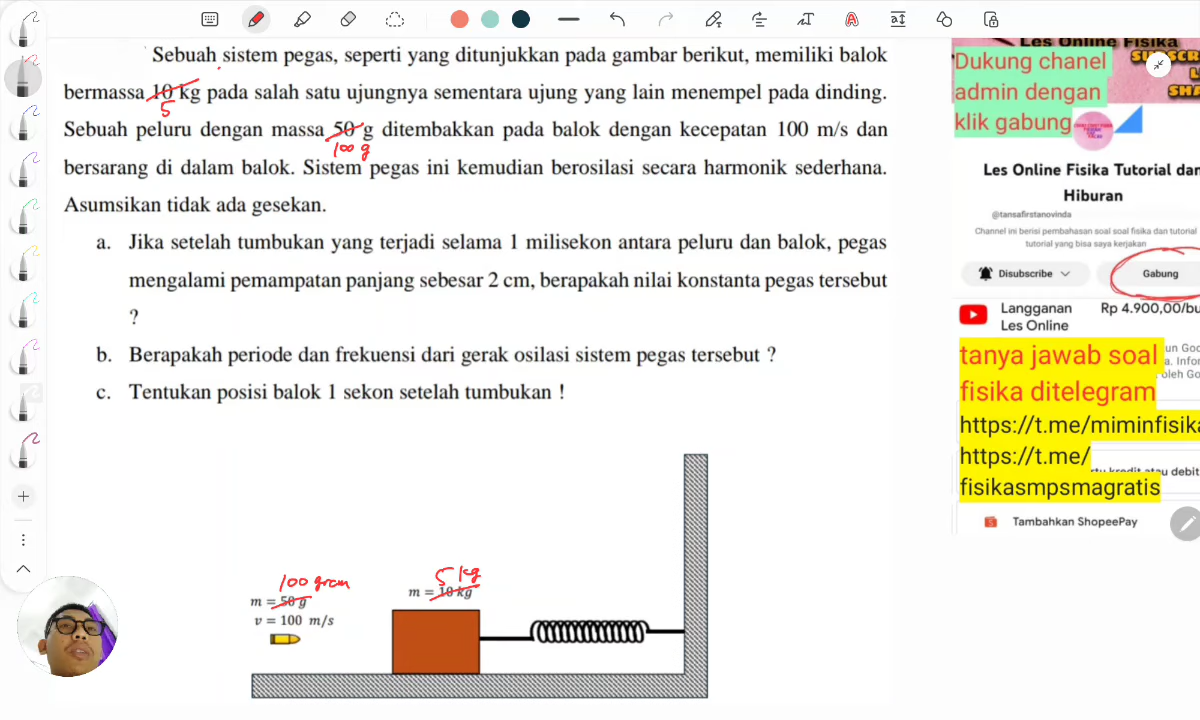 Sebuah sistem pegas, seperti yang ditunjukkan pada gambar berikut, memiliki balok
bermassa 10 kg pada salah satu ujungnya sementara ujung yang lain menempel pada dinding.
5
Sebuah peluru dengan massa 50 g ditembakkan pada balok dengan kecepatan 100 m/s dan
100 g
bersarang di dalam balok. Sistem pegas ini kemudian berosilasi secara harmonik sederhana.
Asumsikan tidak ada gesekan.
a. Jika setelah tumbukan yang terjadi selama 1 milisekon antara peluru dan balok, pegas
mengalami pemampatan panjang sebesar 2 cm, berapakah nilai konstanta pegas tersebut
?
b. Berapakah periode dan frekuensi dari gerak osilasi sistem pegas tersebut ?
c. Tentukan posisi balok 1 sekon setelah tumbukan !
100 gram
m = 50 g
v = 100 m/s
5 kg
m = 10 kg
Les Online Fisika
Dukung chanel
admin dengan
klik gabung
Les Online Fisika Tutorial dan
Hiburan
@tansafirstanovinda
Channel ini berisi pembahasan soal soal fisika dan tutorial
tutorial yang bisa saya kerjakan
Disubscribe
Gabung
Langganan Rp 4.900,00/bu
Les Online
tanya jawab soal
fisika ditelegram
https://t.me/miminfisika
https://t.me/
fisikasmpsmagratis
Tambahkan ShopeePay